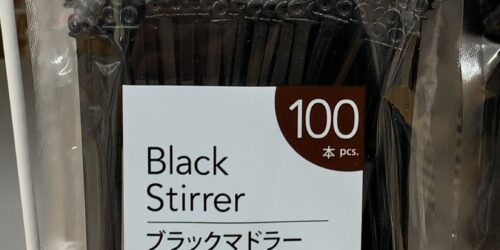 100
本 pcs.
Black
Stirrer
ブラックマドラー